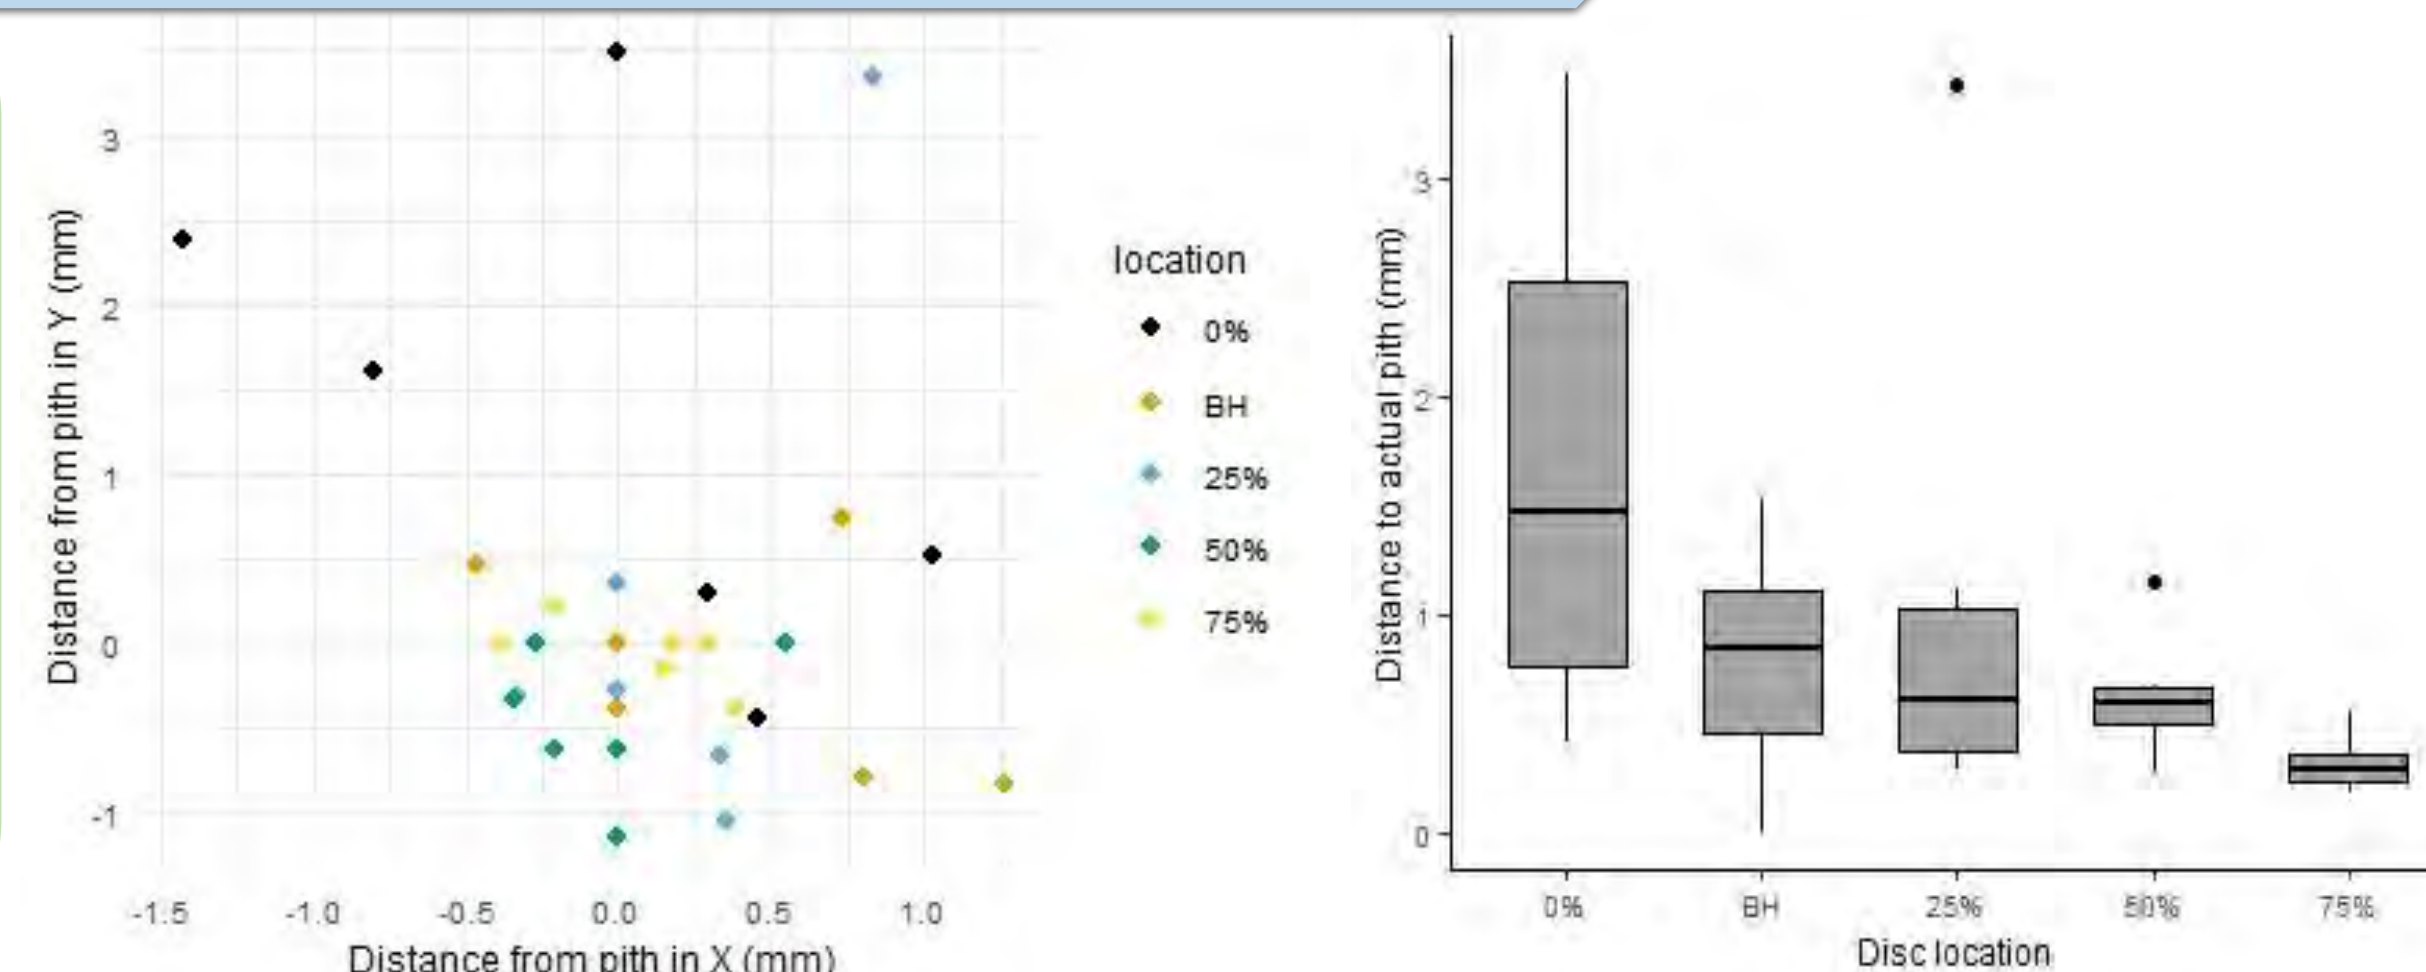 Distance from pith in Y (mm)
3
2
1
0
-1
-1.5 -1.0 -0.5 0.0 0.5 1.0
Distance from pith in X (mm)
location
0%
BH
25%
50%
75%
Distance to actual pith (mm)
3
2
1
0
0% BH 25% 50% 75%
Disc location